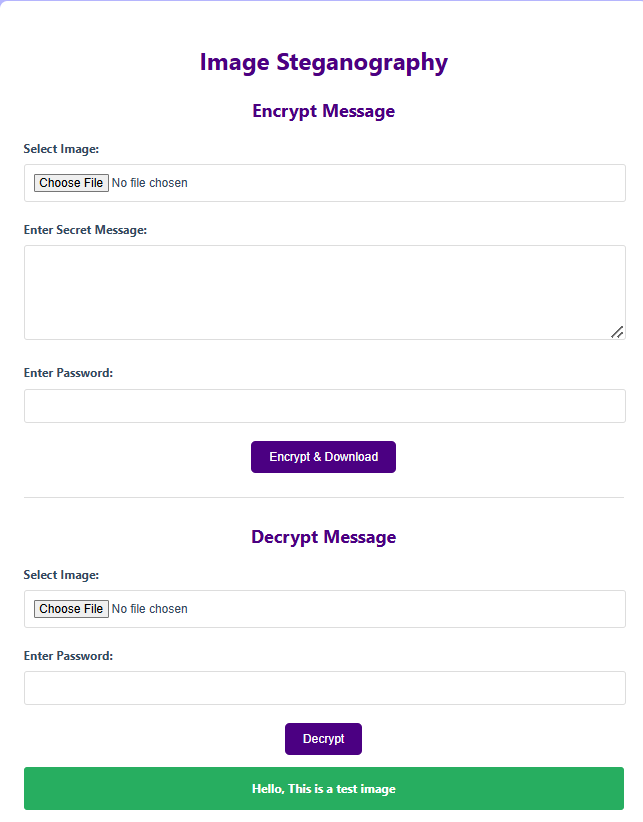 Image Steganography
Encrypt Message
Select Image:
Choose File No file chosen
Enter Secret Message:
Enter Password:
Encrypt & Download
Decrypt Message
Select Image:
Choose File No file chosen
Enter Password:
Decrypt
Hello, This is a test image